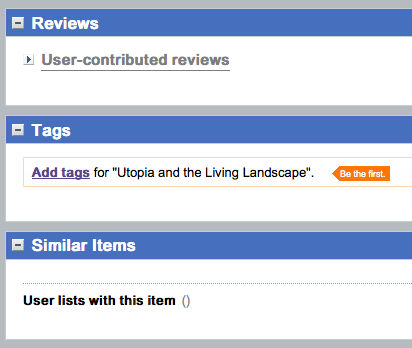 Reviews
User-contributed reviews
Tags
Add tags for "Utopia and the Living Landscape". Be the first.
Similar Items
User lists with this item ()